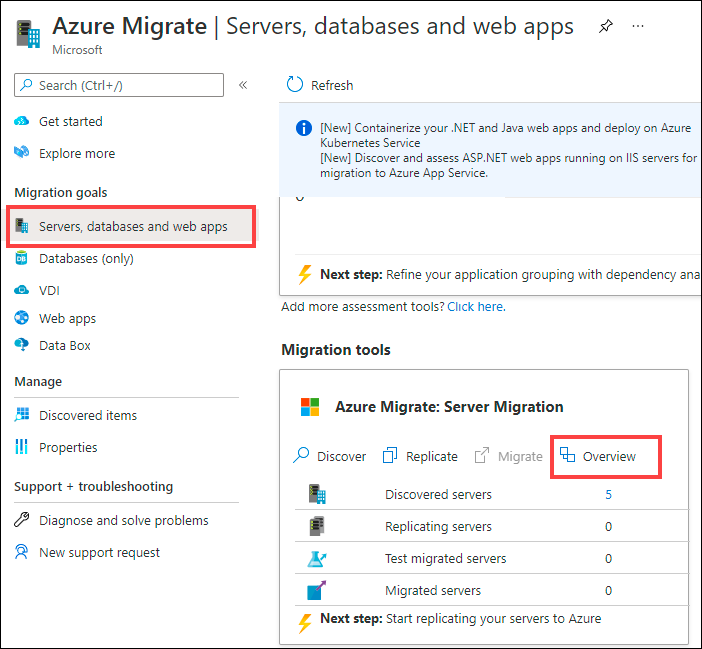 Azure Migrate | Servers, databases and web apps
Microsoft
Search (Ctrl+/)
«
Get started
Explore more
Migration goals
Servers, databases and web apps
Databases (only)
VDI
Web apps
Data Box
Manage
Discovered items
Properties
Support + troubleshooting
Diagnose and solve problems
New support request
Refresh
[New] Containerize your .NET and Java web apps and deploy on Azure
Kubernetes Service
[New] Discover and assess ASP.NET web apps running on IIS servers for
migration to Azure App Service.
Next step: Refine your application grouping with dependency ana
Add more assessment tools? Click here.
Migration tools
Azure Migrate: Server Migration
Discover Replicate Migrate Overview
Discovered servers 5
Replicating servers 0
Test migrated servers 0
Migrated servers 0
Next step: Start replicating your servers to Azure